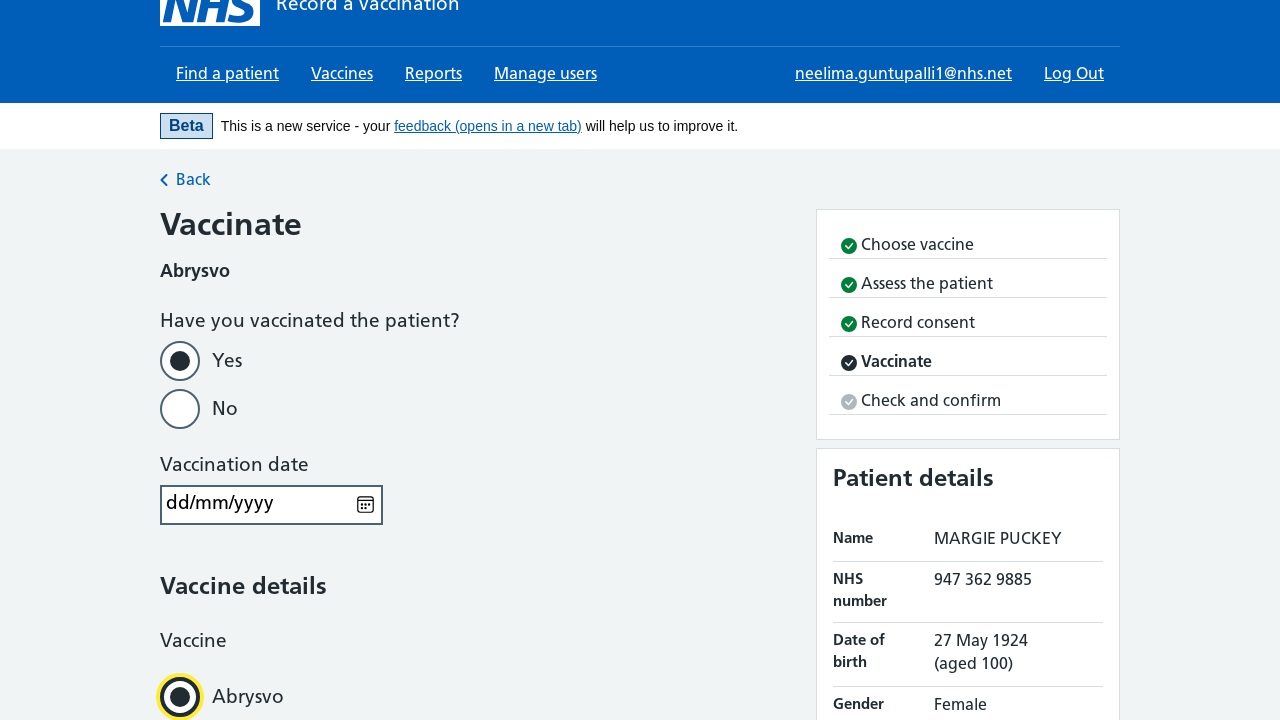 NHS Record a vaccination
Find a patient Vaccines Reports Manage users neelima.guntupalli1@nhs.net Log Out
Beta This is a new service - your feedback (opens in a new tab) will help us to improve it.
Back
Vaccinate
Abrysvo
Have you vaccinated the patient?
Yes
No
Vaccination date
dd/mm/yyyy
Vaccine details
Vaccine
Abrysvo
Choose vaccine
Assess the patient
Record consent
Vaccinate
Check and confirm
Patient details
Name MARGIE PUCKEY
NHS number 947 362 9885
Date of birth 27 May 1924 (aged 100)
Gender Female